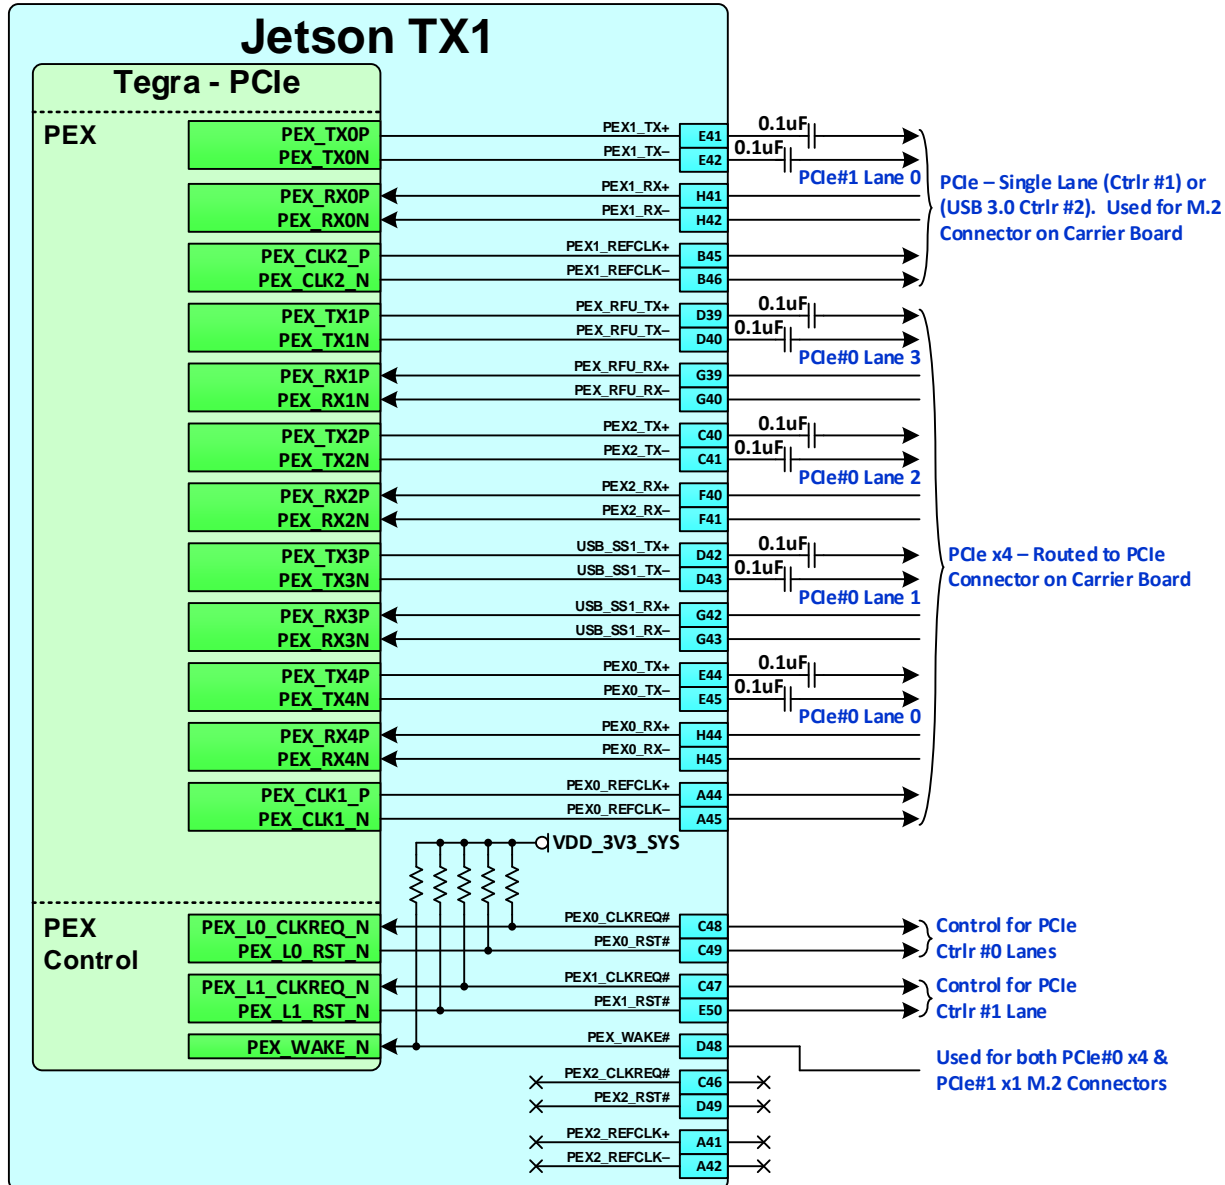 Jetson TX1
Tegra - PCIe
PEX
PEX_TX0P PEX1_TX+ E41 0.1uF
PEX_TX0N PEX1_TX– E42 0.1uF
PCIe#1 Lane 0
PEX_RX0P PEX1_RX+ H41
PEX_RX0N PEX1_RX– H42
PEX_CLK2_P PEX1_REFCLK+ B45
PEX_CLK2_N PEX1_REFCLK– B46
PCIe – Single Lane (Ctrlr #1) or
(USB 3.0 Ctrlr #2). Used for M.2
Connector on Carrier Board
PEX_TX1P PEX_RFU_TX+ D39 0.1uF
PEX_TX1N PEX_RFU_TX– D40 0.1uF
PCIe#0 Lane 3
PEX_RX1P PEX_RFU_RX+ G39
PEX_RX1N PEX_RFU_RX– G40
PEX_TX2P PEX2_TX+ C40 0.1uF
PEX_TX2N PEX2_TX– C41 0.1uF
PCIe#0 Lane 2
PEX_RX2P PEX2_RX+ F40
PEX_RX2N PEX2_RX– F41
PEX_TX3P USB_SS1_TX+ D42 0.1uF
PEX_TX3N USB_SS1_TX– D43 0.1uF
PCIe#0 Lane 1
PCIe x4 – Routed to PCIe
Connector on Carrier Board
PEX_RX3P USB_SS1_RX+ G42
PEX_RX3N USB_SS1_RX– G43
PEX_TX4P PEX0_TX+ E44 0.1uF
PEX_TX4N PEX0_TX– E45 0.1uF
PCIe#0 Lane 0
PEX_RX4P PEX0_RX+ H44
PEX_RX4N PEX0_RX– H45
PEX_CLK1_P PEX0_REFCLK+ A44
PEX_CLK1_N PEX0_REFCLK– A45
VDD_3V3_SYS
PEX
Control
PEX_L0_CLKREQ_N PEX0_CLKREQ# C48
PEX_L0_RST_N PEX0_RST# C49
Control for PCIe
Ctrlr #0 Lanes
PEX_L1_CLKREQ_N PEX1_CLKREQ# C47
PEX_L1_RST_N PEX1_RST# E50
Control for PCIe
Ctrlr #1 Lane
PEX_WAKE_N PEX_WAKE# D48
Used for both PCIe#0 x4 &
PCIe#1 x1 M.2 Connectors
PEX2_CLKREQ# C46
PEX2_RST# D49
PEX2_REFCLK+ A41
PEX2_REFCLK– A42